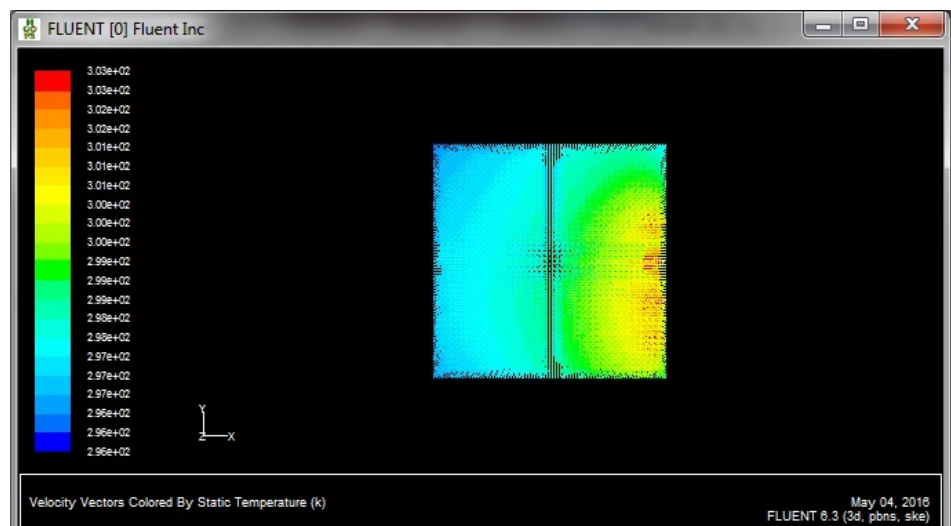 FLUENT [0] Fluent Inc
3.03e+02
3.03e+02
3.02e+02
3.02e+02
3.01e+02
3.01e+02
3.01e+02
3.00e+02
3.00e+02
3.00e+02
2.99e+02
2.99e+02
2.99e+02
2.98e+02
2.98e+02
2.97e+02
2.97e+02
2.96e+02
2.96e+02
2.96e+02
Y
Z X
Velocity Vectors Colored By Static Temperature (k)
May 04, 2016
FLUENT 6.3 (3d, pbns, ske)